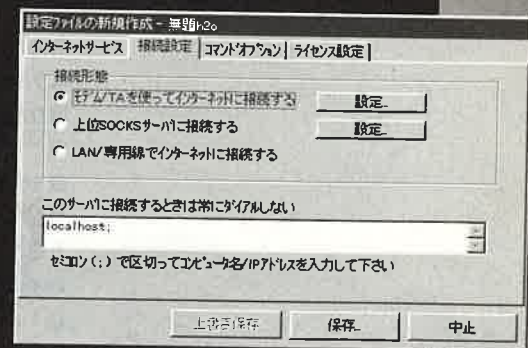 設定ファイルの新規作成 - 無題.h2o
インターネットサービス 接続設定 コマンドオプション ライセンス設定
接続形態
モデム/TAを使ってインターネットに接続する 設定...
上位SOCKSサーバに接続する 設定...
LAN/専用線でインターネットに接続する
このサーバに接続するときは常にダイアルしない
localhost;
セミコロン(;)で区切ってコンピュータ名/IPアドレスを入力して下さい
上書き保存 保存... 中止